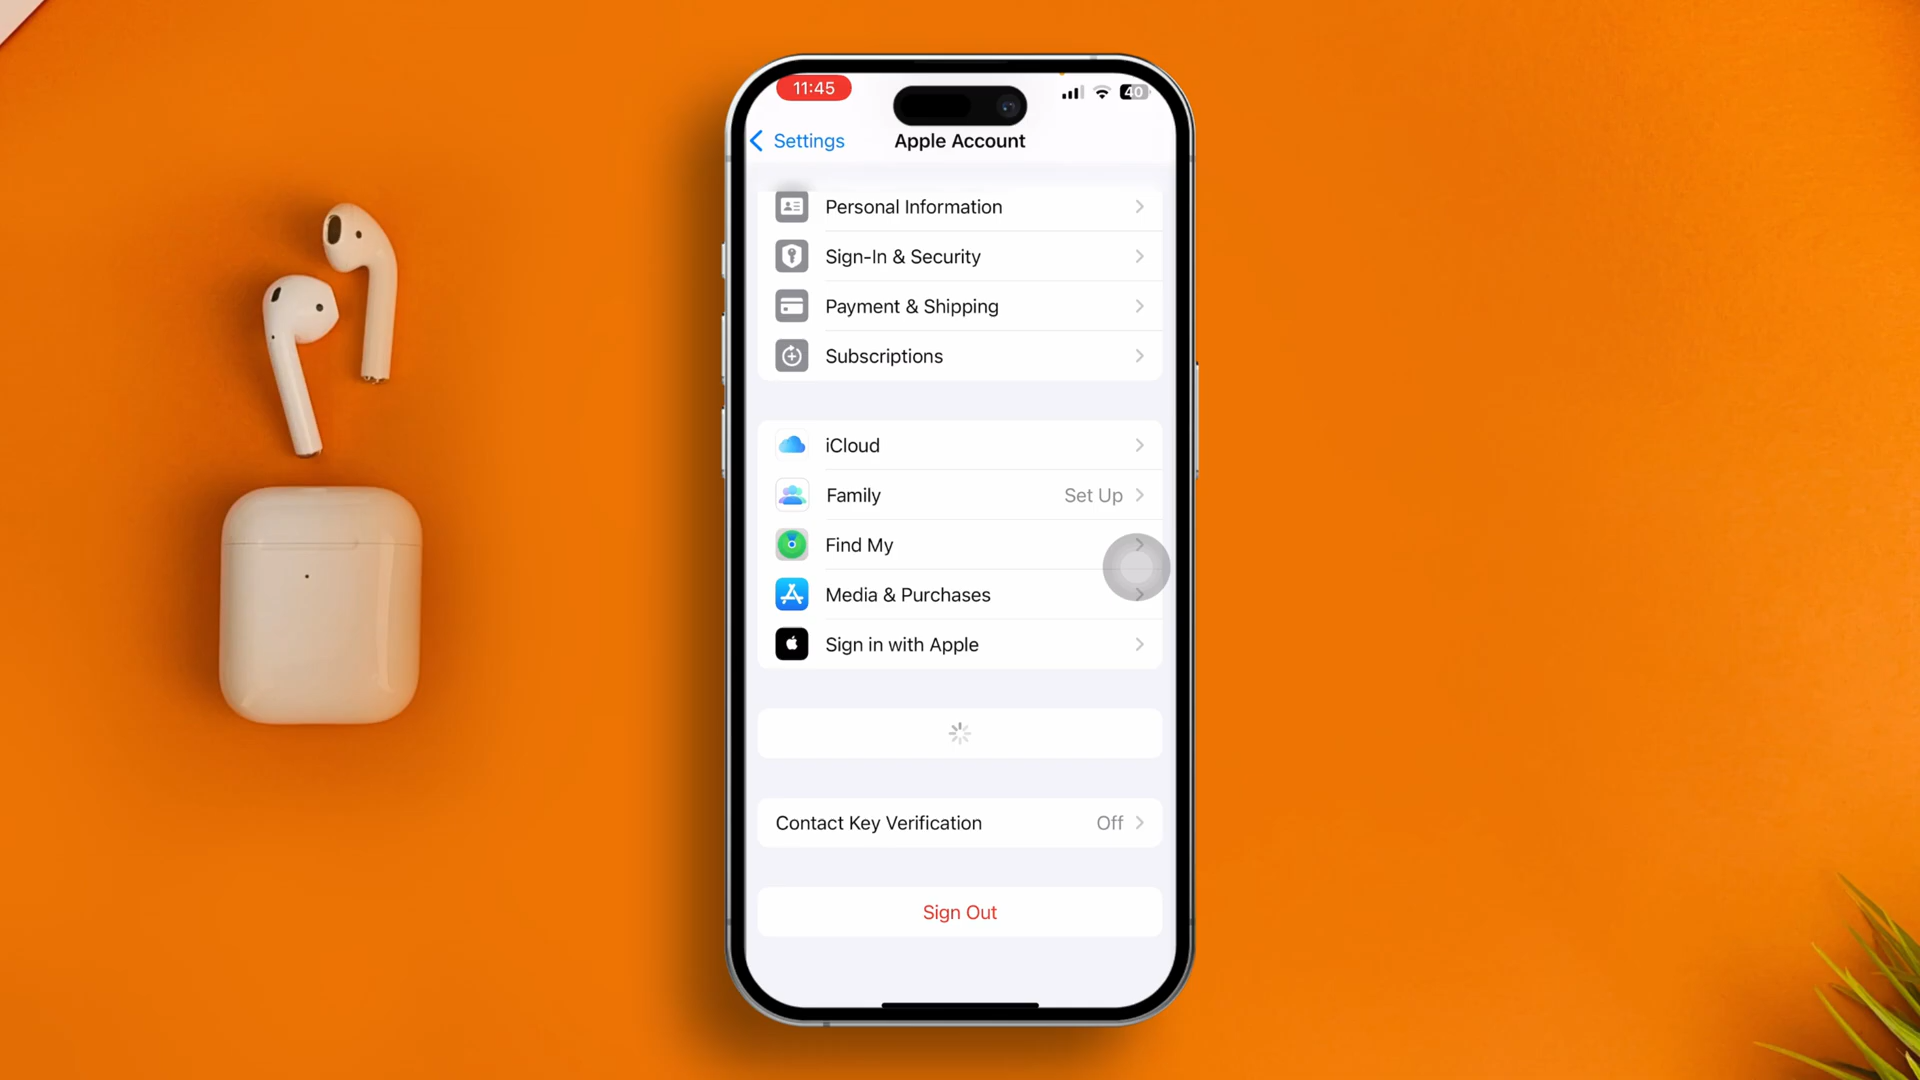 11:45
40
Settings
Apple Account
Personal Information
Sign-In & Security
Payment & Shipping
Subscriptions
iCloud
Family
Set Up
Find My
Media & Purchases
Sign in with Apple
Contact Key Verification
Off
Sign Out